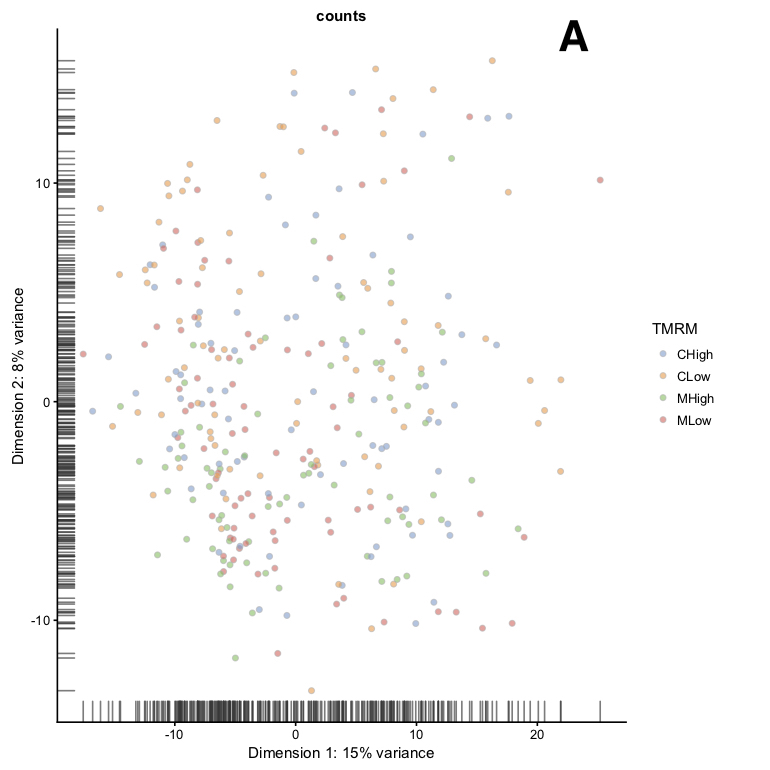 counts
A
10
0
-10
Dimension 2: 8% variance
-10
0
10
20
Dimension 1: 15% variance
TMRM
CHigh
CLow
MHigh
MLow